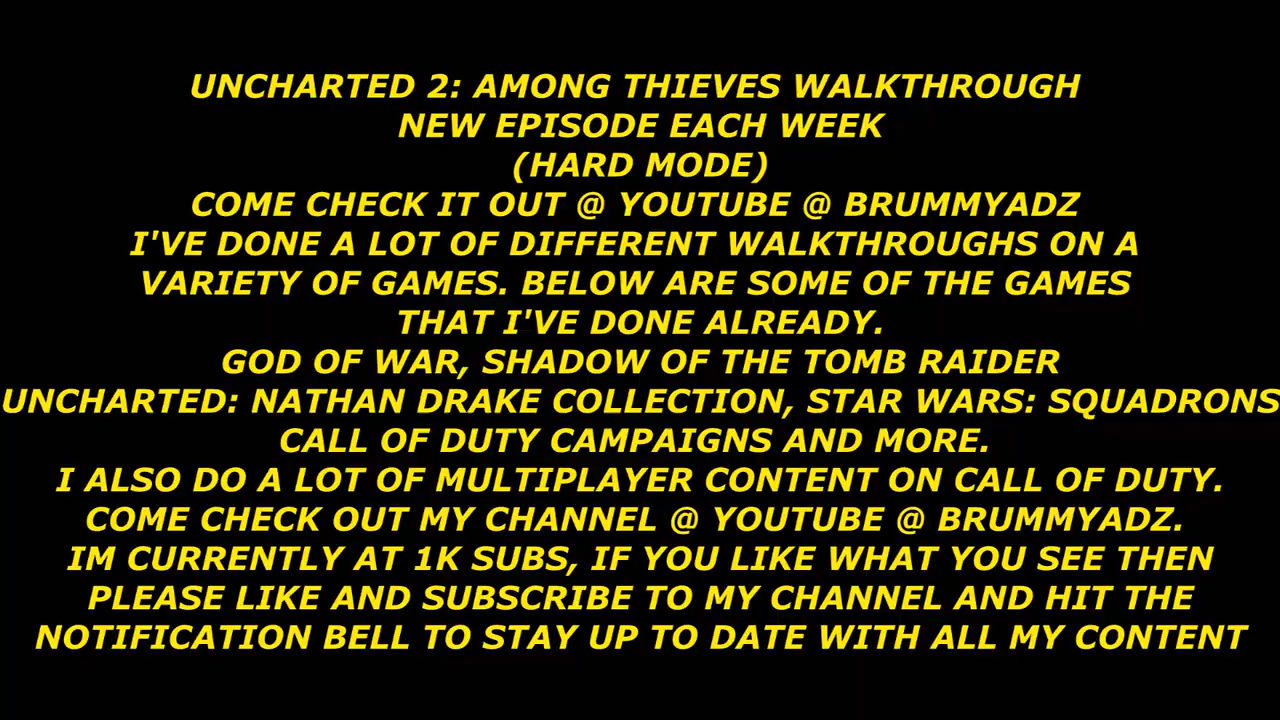 UNCHARTED 2: AMONG THIEVES WALKTHROUGH
NEW EPISODE EACH WEEK
(HARD MODE)
COME CHECK IT OUT @ YOUTUBE @ BRUMMYADZ
I'VE DONE A LOT OF DIFFERENT WALKTHROUGHS ON A
VARIETY OF GAMES. BELOW ARE SOME OF THE GAMES
THAT I'VE DONE ALREADY.
GOD OF WAR, SHADOW OF THE TOMB RAIDER
UNCHARTED: NATHAN DRAKE COLLECTION, STAR WARS: SQUADRONS
CALL OF DUTY CAMPAIGNS AND MORE.
I ALSO DO A LOT OF MULTIPLAYER CONTENT ON CALL OF DUTY.
COME CHECK OUT MY CHANNEL @ YOUTUBE @ BRUMMYADZ.
IM CURRENTLY AT 1K SUBS, IF YOU LIKE WHAT YOU SEE THEN
PLEASE LIKE AND SUBSCRIBE TO MY CHANNEL AND HIT THE
NOTIFICATION BELL TO STAY UP TO DATE WITH ALL MY CONTENT